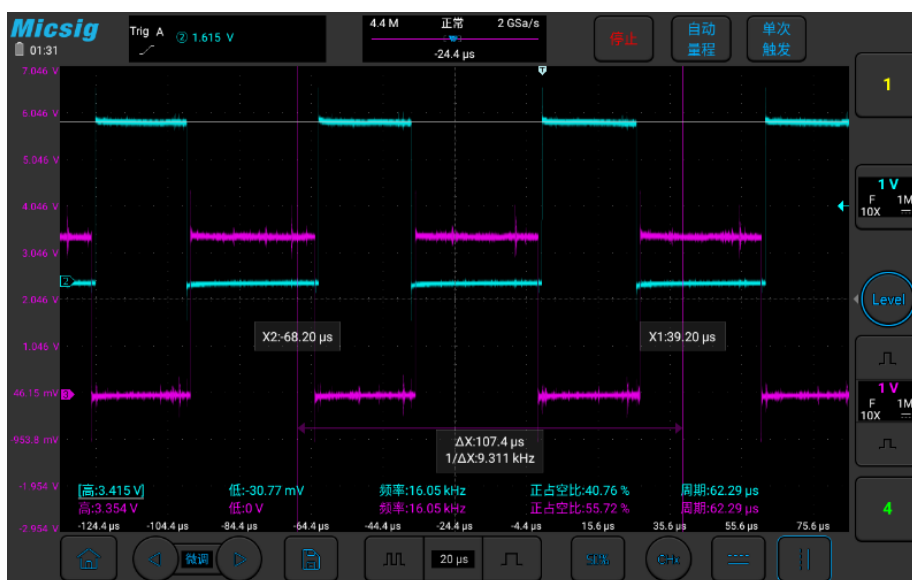 Micsig
01:31
Trig A
② 1.615 V
4.4 M 正常 2 GSa/s
-24.4 μs
停止
自动
量程
单次
触发
T
7.046 V
6.046 V
5.046 V
4.046 V
3.046 V
2
2.046 V
1.046 V
-46.15 mV
3
-953.8 mV
-1.954 V
-2.954 V
X2:-68.20 μs
X1:39.20 μs
ΔX:107.4 μs
1/ΔX:9.311 kHz
[高:3.415 V] 低:-30.77 mV 频率:16.05 kHz 正占空比:40.76 % 周期:62.29 μs
高:3.354 V 低:0 V 频率:16.05 kHz 正占空比:55.72 % 周期:62.29 μs
-124.4 μs -104.4 μs -84.4 μs -64.4 μs -44.4 μs -24.4 μs -4.4 μs 15.6 μs 35.6 μs 55.6 μs 75.6 μs
微调
20 μs
50%
CHx
1
1 V
F 1M
10X
Level
1 V
F 1M
10X
4